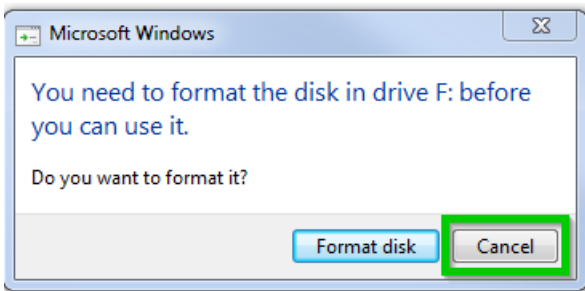 Microsoft Windows
You need to format the disk in drive F: before
you can use it.
Do you want to format it?
Format disk
Cancel